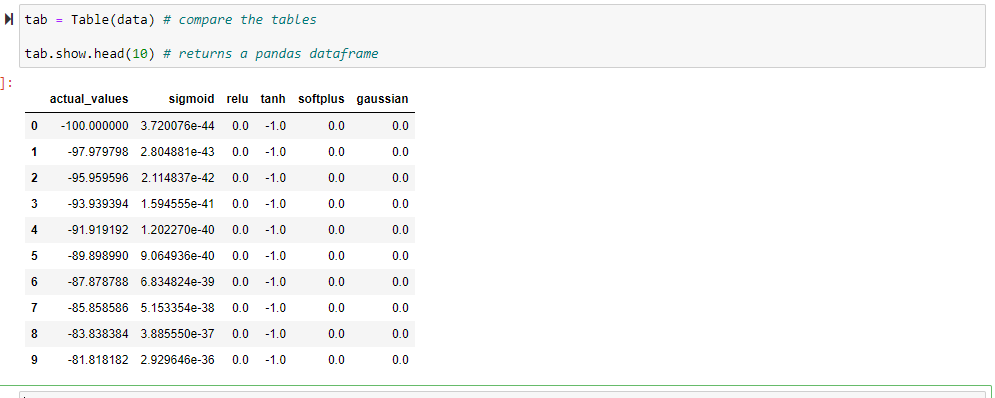 tab = Table(data) # compare the tables
tab.show.head(10) # returns a pandas dataframe
]:
actual_values sigmoid relu tanh softplus gaussian
0 -100.000000 3.720076e-44 0.0 -1.0 0.0 0.0
1 -97.979798 2.804881e-43 0.0 -1.0 0.0 0.0
2 -95.959596 2.114837e-42 0.0 -1.0 0.0 0.0
3 -93.939394 1.594555e-41 0.0 -1.0 0.0 0.0
4 -91.919192 1.202270e-40 0.0 -1.0 0.0 0.0
5 -89.898990 9.064936e-40 0.0 -1.0 0.0 0.0
6 -87.878788 6.834824e-39 0.0 -1.0 0.0 0.0
7 -85.858586 5.153354e-38 0.0 -1.0 0.0 0.0
8 -83.838384 3.885550e-37 0.0 -1.0 0.0 0.0
9 -81.818182 2.929646e-36 0.0 -1.0 0.0 0.0